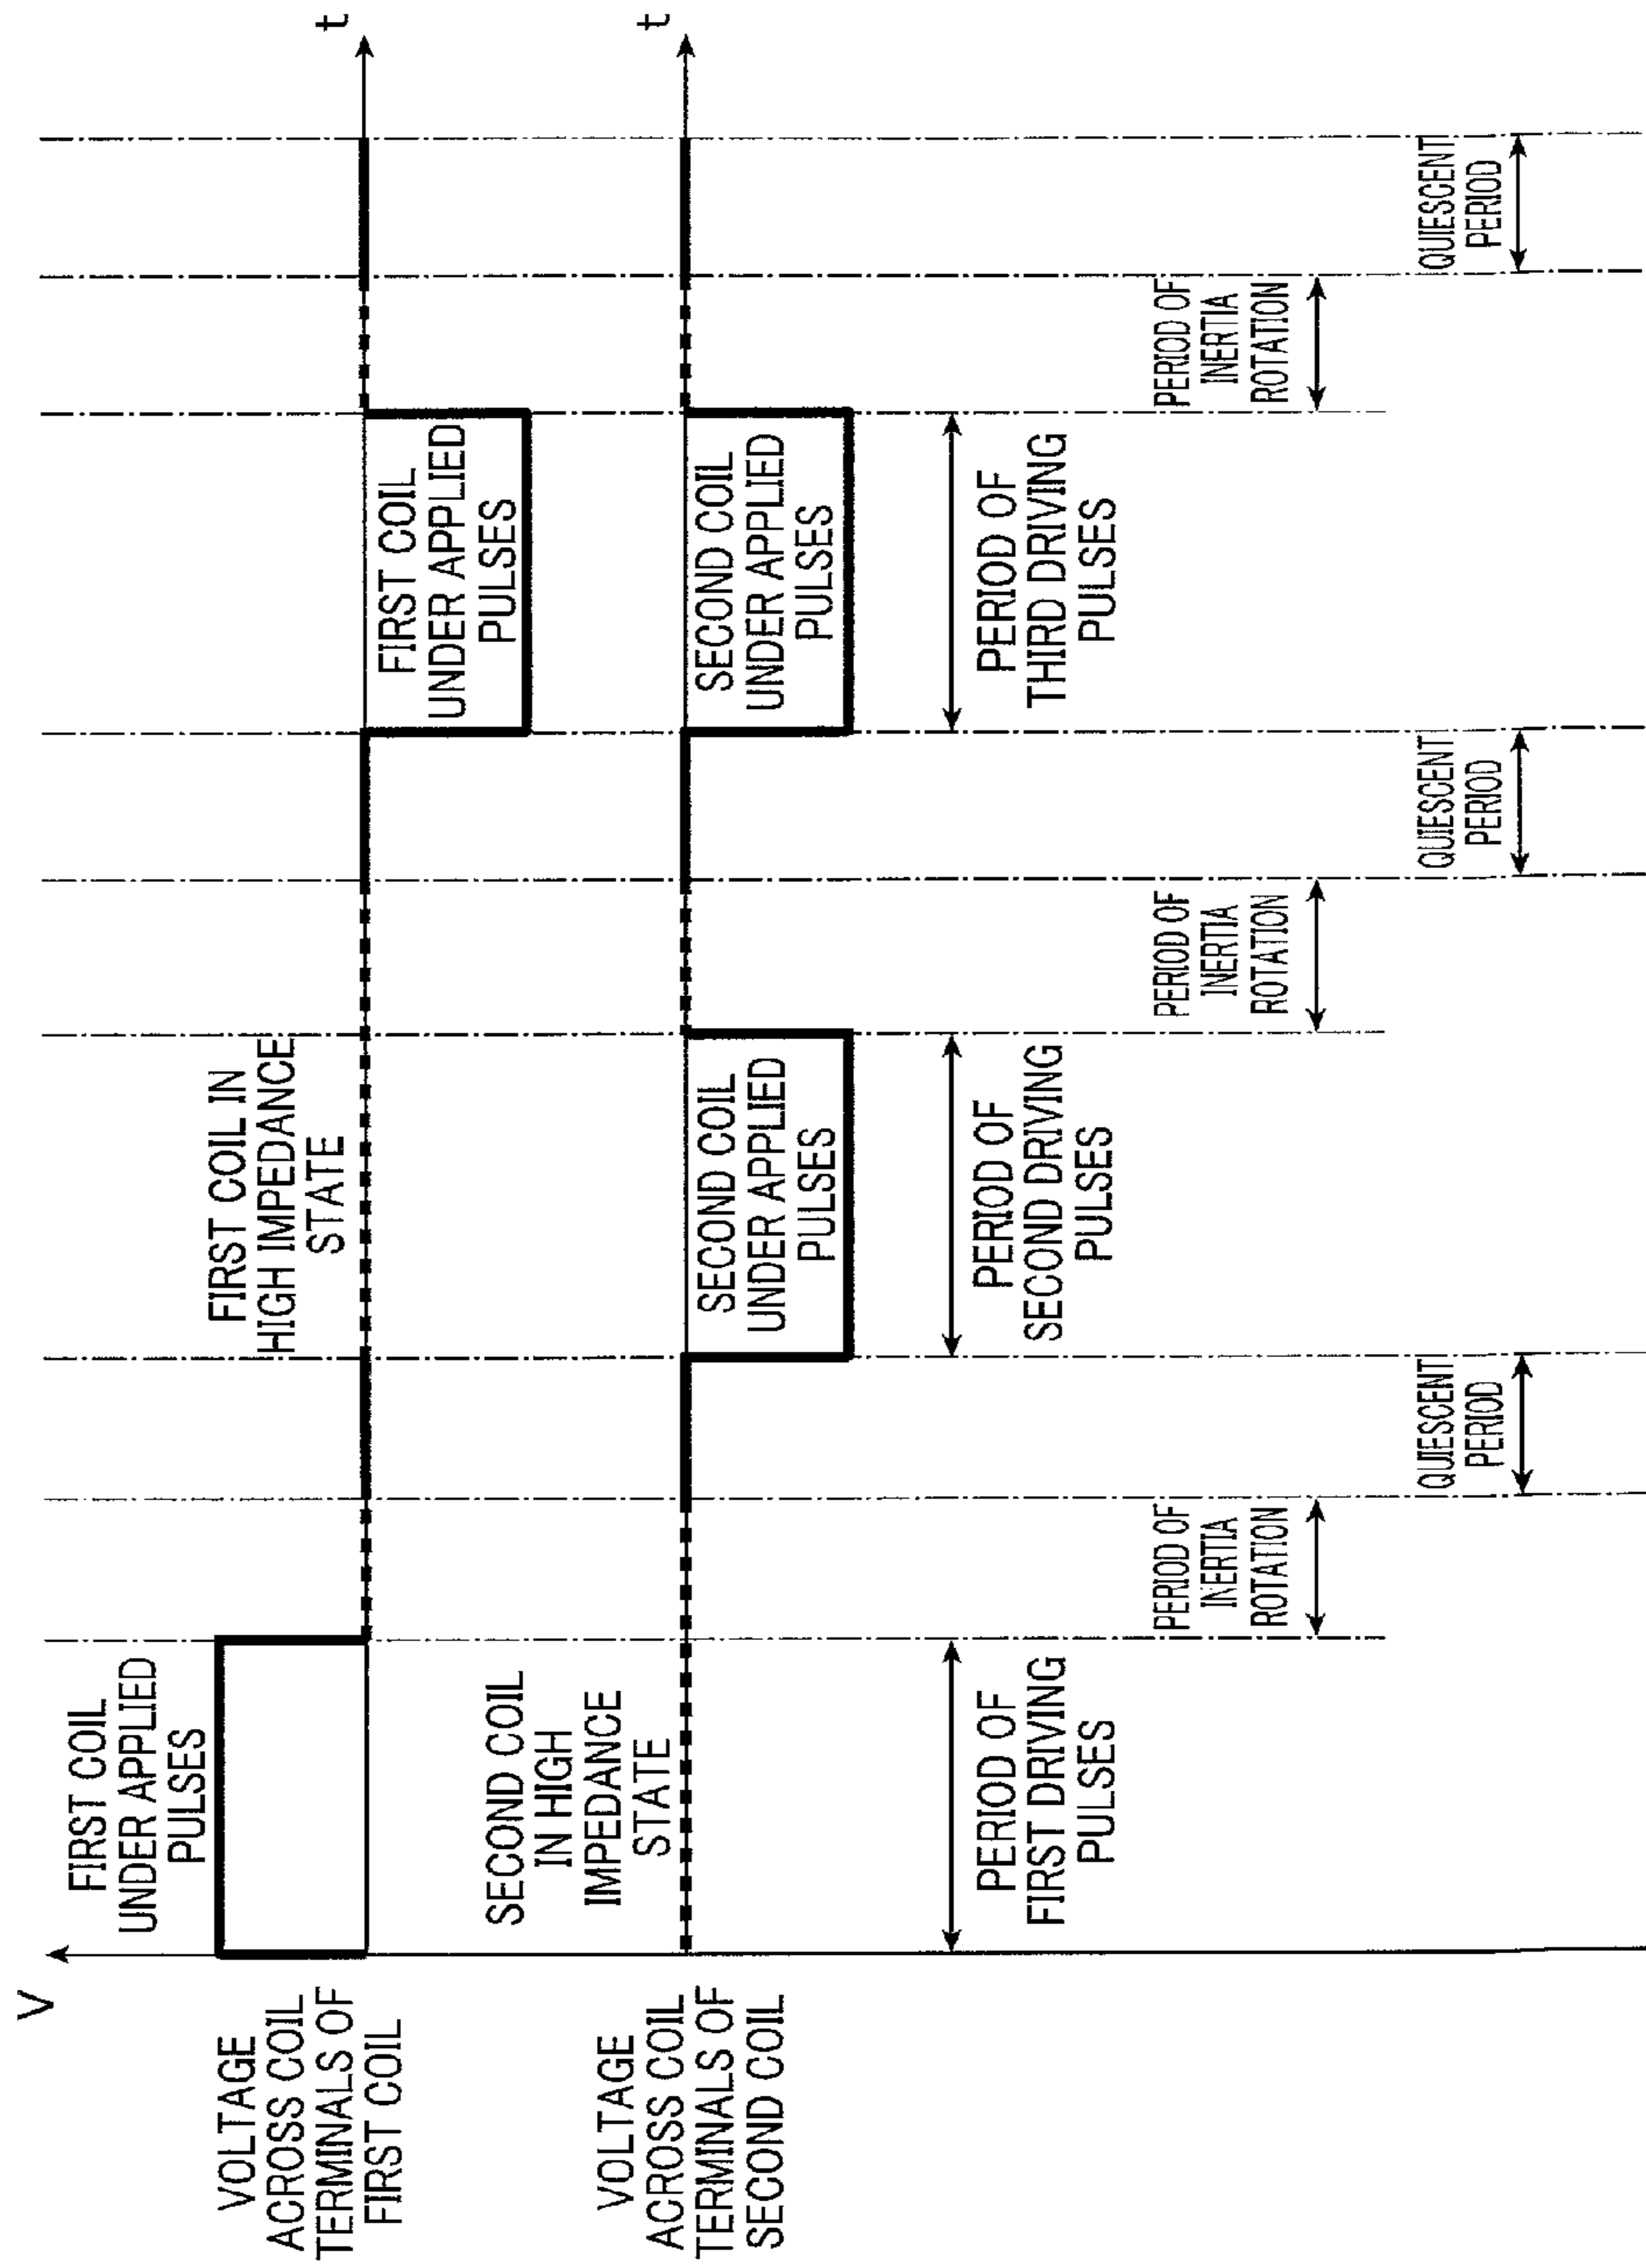 V
VOLTAGE
ACROSS COIL
TERMINALS OF
FIRST COIL
FIRST COIL
UNDER APPLIED
PULSES
FIRST COIL IN
HIGH IMPEDANCE
STATE
FIRST COIL
UNDER APPLIED
PULSES
t
VOLTAGE
ACROSS COIL
TERMINALS OF
SECOND COIL
SECOND COIL
IN HIGH
IMPEDANCE
STATE
SECOND COIL
UNDER APPLIED
PULSES
SECOND COIL
UNDER APPLIED
PULSES
t
PERIOD OF
FIRST DRIVING
PULSES
PERIOD OF
SECOND DRIVING
PULSES
PERIOD OF
THIRD DRIVING
PULSES
PERIOD OF
INERTIA
ROTATION
PERIOD OF
INERTIA
ROTATION
PERIOD OF
INERTIA
ROTATION
QUIESCENT
PERIOD
QUIESCENT
PERIOD
QUIESCENT
PERIOD